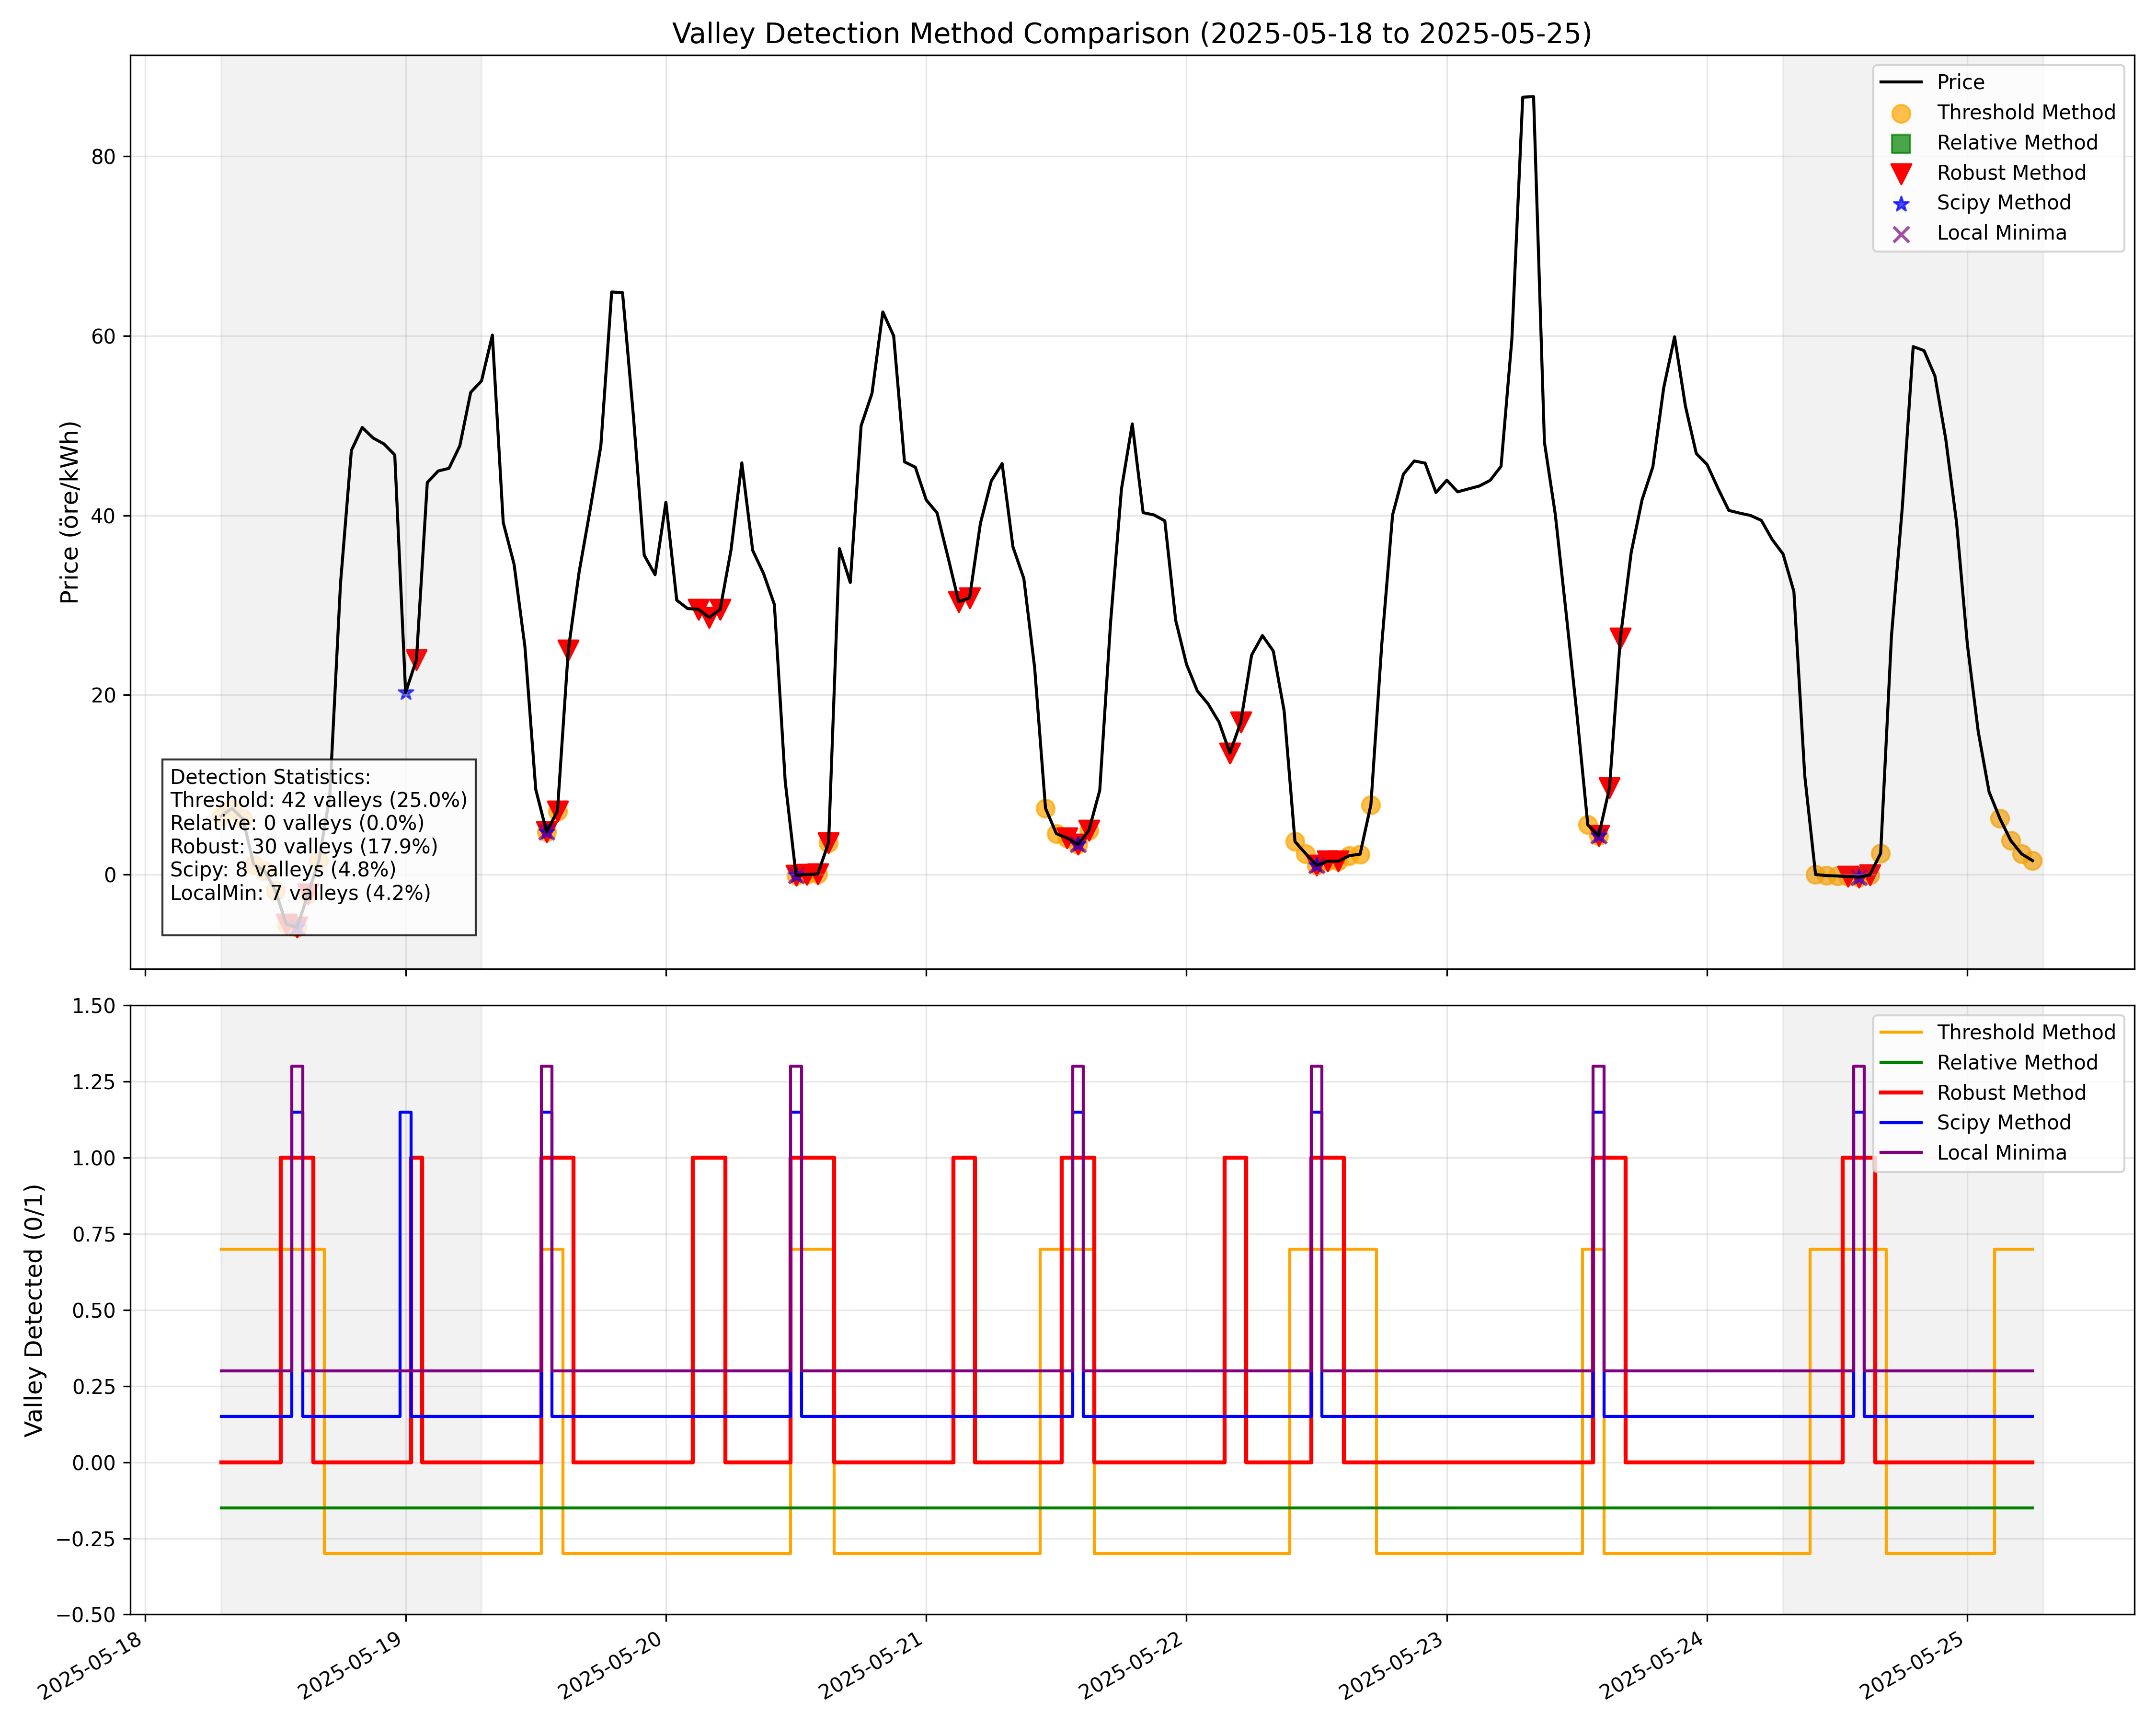 Valley Detection Method Comparison (2025-05-18 to 2025-05-25)
Price (öre/kWh)
80
60
40
20
0
Price
Threshold Method
Relative Method
Robust Method
Scipy Method
Local Minima
Detection Statistics:
Threshold: 42 valleys (25.0%)
Relative: 0 valleys (0.0%)
Robust: 30 valleys (17.9%)
Scipy: 8 valleys (4.8%)
LocalMin: 7 valleys (4.2%)
Valley Detected (0/1)
1.50
1.25
1.00
0.75
0.50
0.25
0.00
−0.25
−0.50
Threshold Method
Relative Method
Robust Method
Scipy Method
Local Minima
2025-05-18
2025-05-19
2025-05-20
2025-05-21
2025-05-22
2025-05-23
2025-05-24
2025-05-25